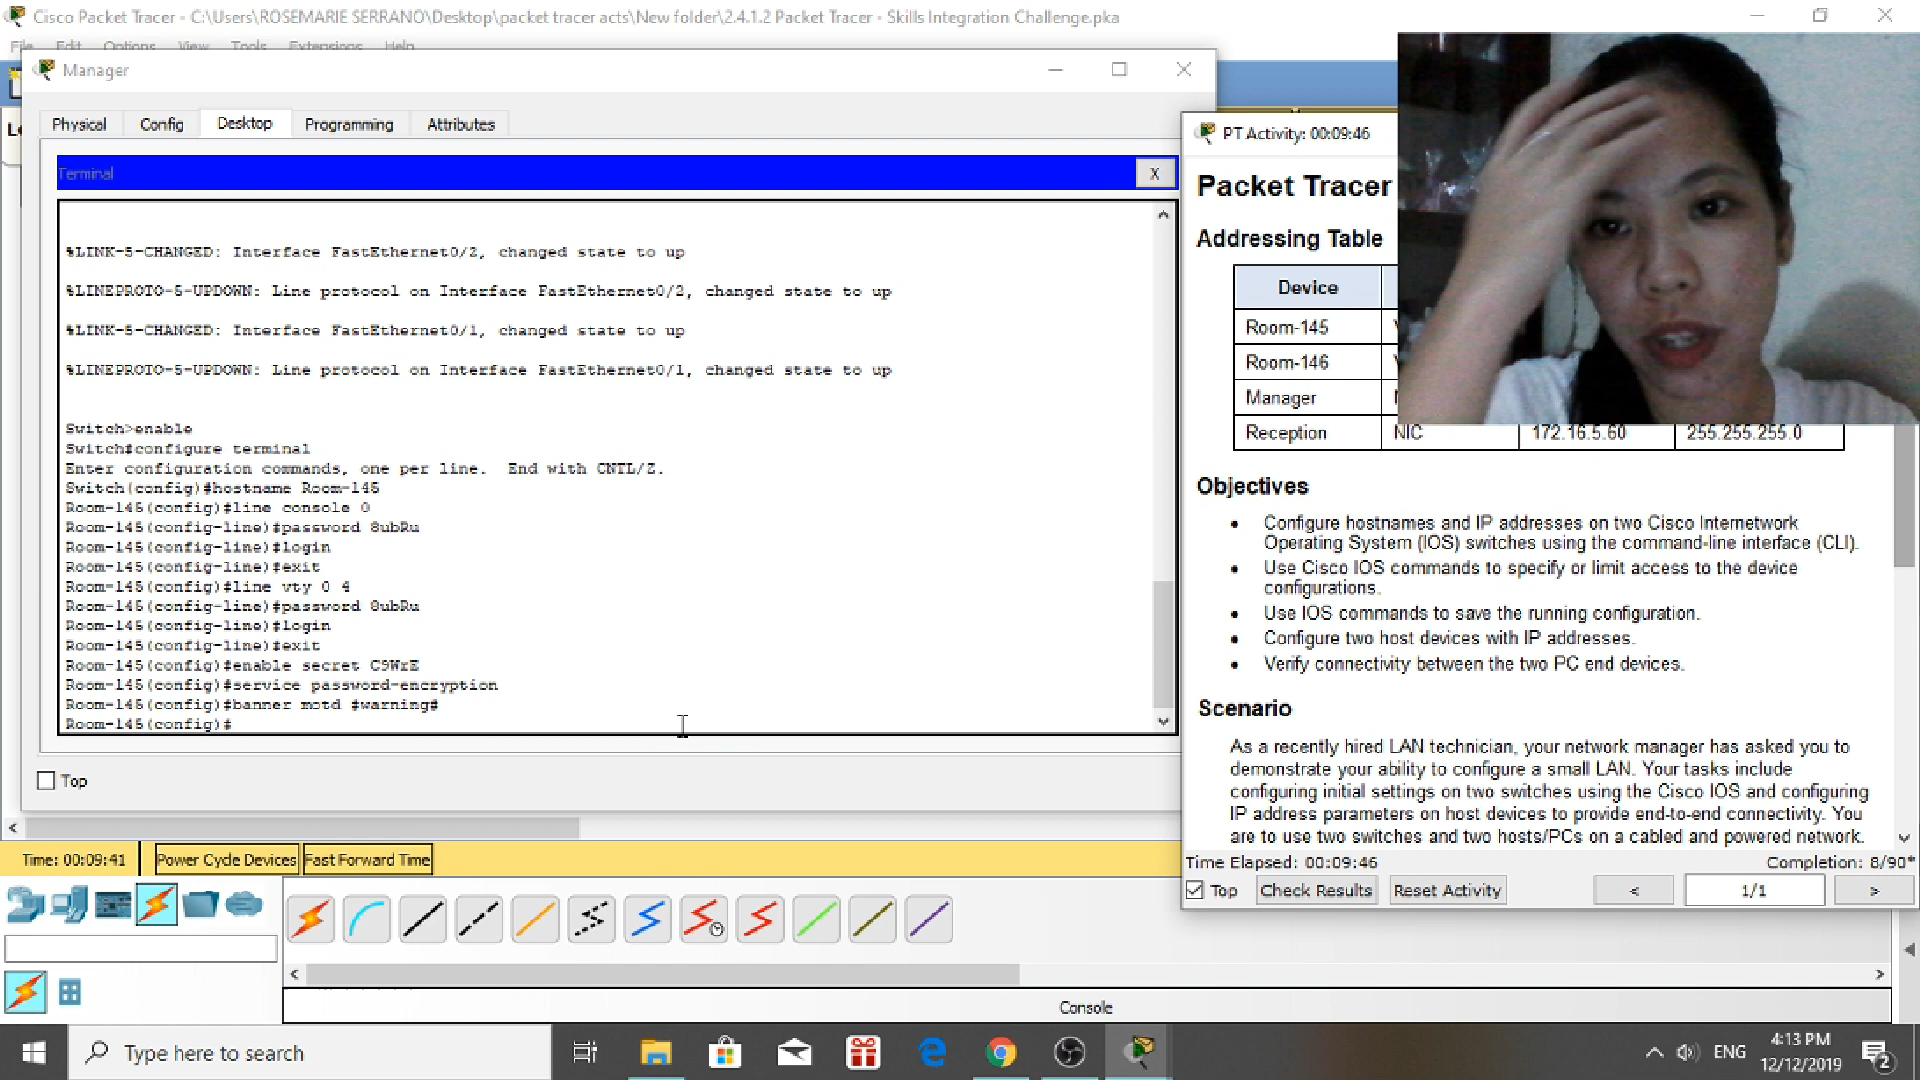 Cisco Packet Tracer - C:\Users\ROSEMARIE SERRANO\Desktop\packet tracer acts\New folder\2.4.1.2 Packet Tracer - Skills Integration Challenge.pka
File Edit Options View Tools Extensions Help
Manager
Physical Config Desktop Programming Attributes
Terminal X
%LINK-5-CHANGED: Interface FastEthernet0/2, changed state to up
%LINEPROTO-5-UPDOWN: Line protocol on Interface FastEthernet0/2, changed state to up
%LINK-5-CHANGED: Interface FastEthernet0/1, changed state to up
%LINEPROTO-5-UPDOWN: Line protocol on Interface FastEthernet0/1, changed state to up
Switch>enable
Switch#configure terminal
Enter configuration commands, one per line.  End with CNTL/Z.
Switch(config)#hostname Room-145
Room-145(config)#line console 0
Room-145(config-line)#password 8ubRu
Room-145(config-line)#login
Room-145(config-line)#exit
Room-145(config)#line vty 0 4
Room-145(config-line)#password 8ubRu
Room-145(config-line)#login
Room-145(config-line)#exit
Room-145(config)#enable secret C9WrE
Room-145(config)#service password-encryption
Room-145(config)#banner motd #warning#
Room-145(config)#
Top
PT Activity: 00:09:46
Packet Tracer
Addressing Table
Device
Room-145
Room-146
Manager
Reception NIC 172.16.5.60 255.255.255.0
Objectives
• Configure hostnames and IP addresses on two Cisco Internetwork
Operating System (IOS) switches using the command-line interface (CLI).
• Use Cisco IOS commands to specify or limit access to the device
configurations.
• Use IOS commands to save the running configuration.
• Configure two host devices with IP addresses.
• Verify connectivity between the two PC end devices.
Scenario
As a recently hired LAN technician, your network manager has asked you to
demonstrate your ability to configure a small LAN. Your tasks include
configuring initial settings on two switches using the Cisco IOS and configuring
IP address parameters on host devices to provide end-to-end connectivity. You
are to use two switches and two hosts/PCs on a cabled and powered network.
Time Elapsed: 00:09:46 Completion: 8/90*
Top Check Results Reset Activity < 1/1 >
Time: 00:09:41 Power Cycle Devices Fast Forward Time
Console
Type here to search
ENG
4:13 PM
12/12/2019
2